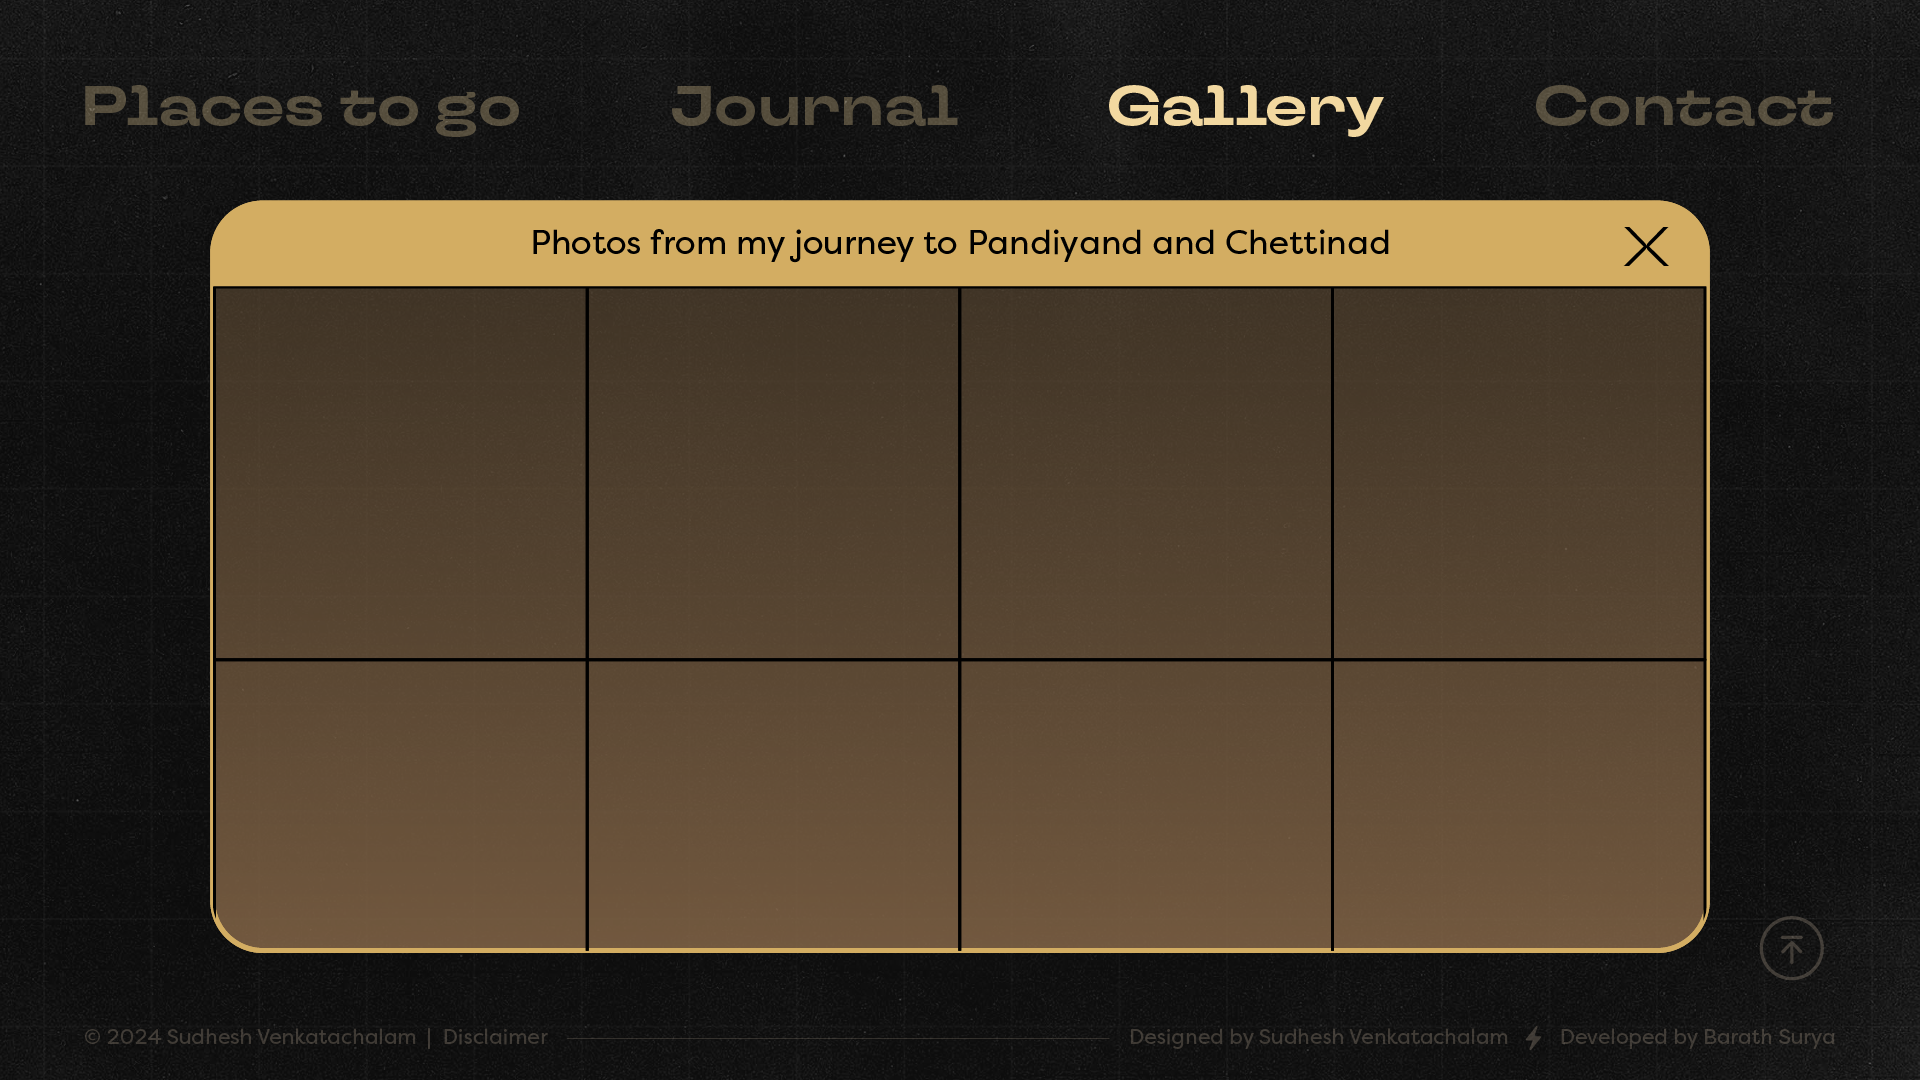 Places to go Journal Gallery Contact
Photos from my journey to Pandiyand and Chettinad
© 2024 Sudhesh Venkatachalam | Disclaimer Designed by Sudhesh Venkatachalam Developed by Barath Surya